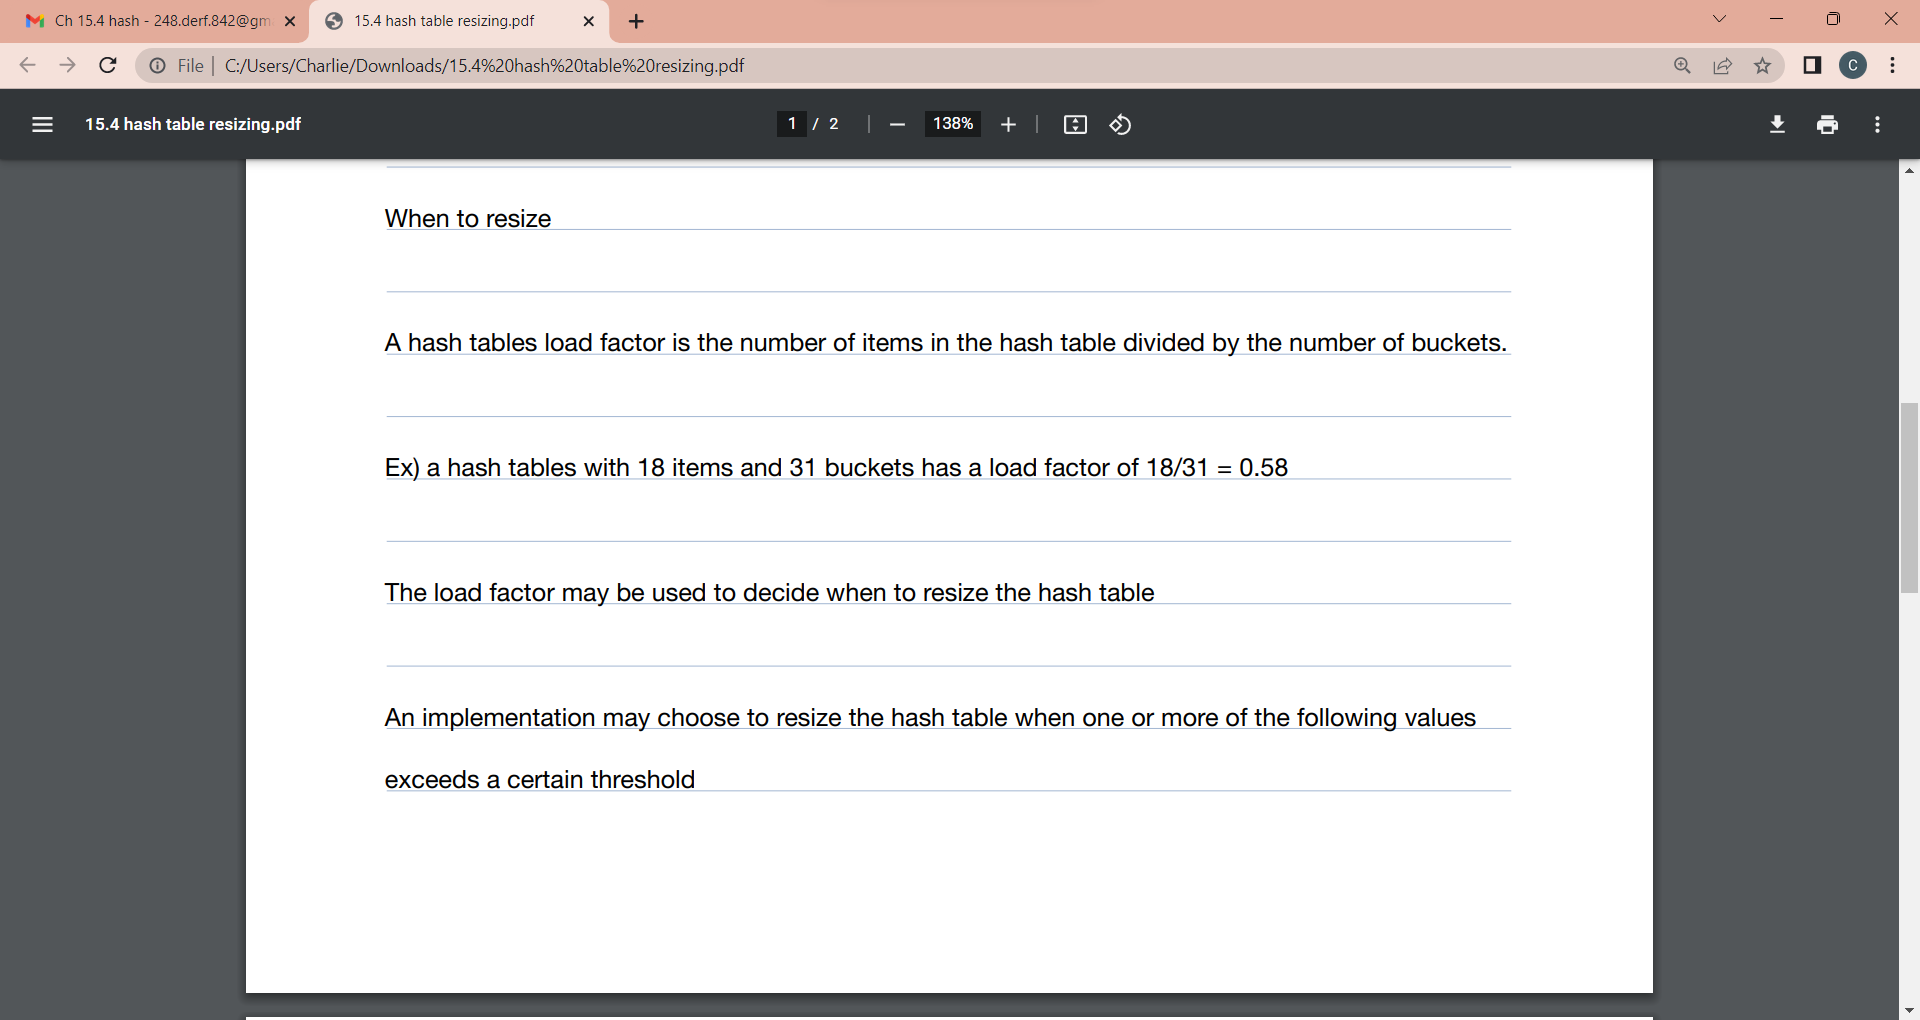 Ch 15.4 hash - 248.derf.842@gm
15.4 hash table resizing.pdf
File
C:/Users/Charlie/Downloads/15.4%20hash%20table%20resizing.pdf
C
15.4 hash table resizing.pdf
1 / 2
138%
When to resize
A hash tables load factor is the number of items in the hash table divided by the number of buckets.
Ex) a hash tables with 18 items and 31 buckets has a load factor of 18/31 = 0.58
The load factor may be used to decide when to resize the hash table
An implementation may choose to resize the hash table when one or more of the following values
exceeds a certain threshold